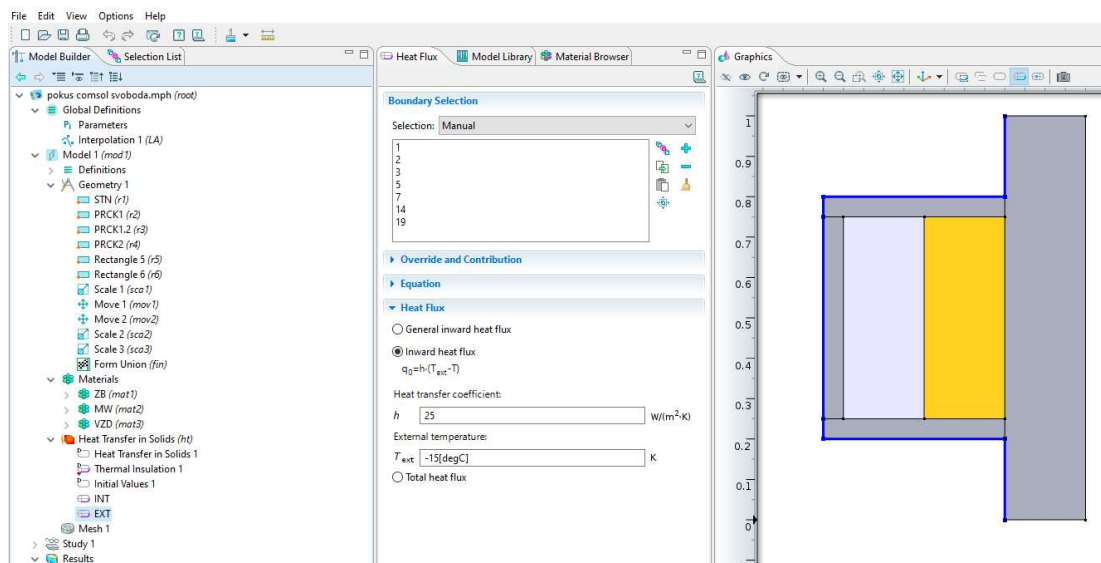 File Edit View Options Help
Model Builder Selection List
pokus comsol svoboda.mph (root)
Global Definitions
Pi Parameters
Interpolation 1 (LA)
Model 1 (mod1)
Definitions
Geometry 1
STN (r1)
PRCK1 (r2)
PRCK1.2 (r3)
PRCK2 (r4)
Rectangle 5 (r5)
Rectangle 6 (r6)
Scale 1 (sca1)
Move 1 (mov1)
Move 2 (mov2)
Scale 2 (sca2)
Scale 3 (sca3)
Form Union (fin)
Materials
ZB (mat1)
MW (mat2)
VZD (mat3)
Heat Transfer in Solids (ht)
Heat Transfer in Solids 1
Thermal Insulation 1
Initial Values 1
INT
EXT
Mesh 1
Study 1
Results
Heat Flux Model Library Material Browser
Boundary Selection
Selection: Manual
1
2
3
5
7
14
19
Override and Contribution
Equation
Heat Flux
General inward heat flux
Inward heat flux
q0=h·(Text-T)
Heat transfer coefficient:
h 25 W/(m²·K)
External temperature:
Text -15[degC] K
Total heat flux
Graphics
1
0.9
0.8
0.7
0.6
0.5
0.4
0.3
0.2
0.1
0